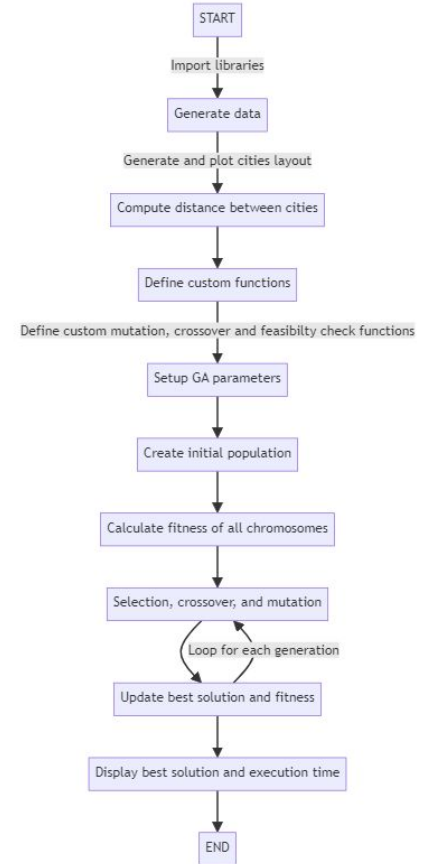 START
Import libraries
Generate data
Generate and plot cities layout
Compute distance between cities
Define custom functions
Define custom mutation, crossover and feasibilty check functions
Setup GA parameters
Create initial population
Calculate fitness of all chromosomes
Selection, crossover, and mutation
Loop for each generation
Update best solution and fitness
Display best solution and execution time
END